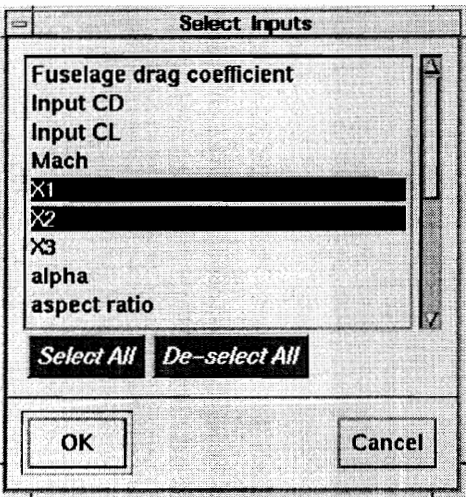 Select Inputs
Fuselage drag coefficient
Input CD
Input CL
Mach
X1
X2
X3
alpha
aspect ratio
Select All De-select All
OK Cancel